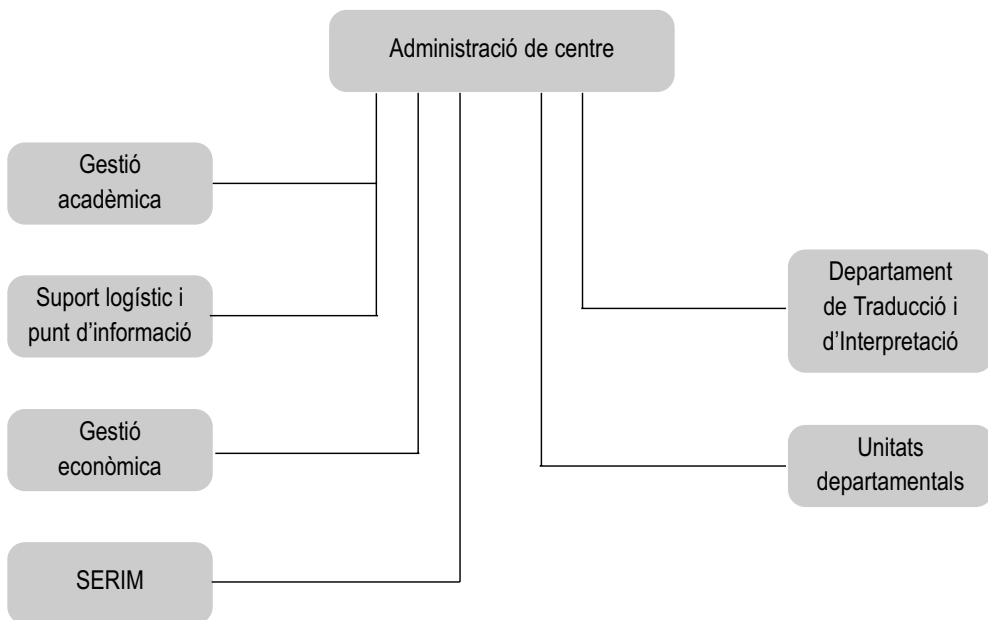 Administració de centre
Gestió
acadèmica
Suport logístic i
punt d’informació
Gestió
econòmica
SERIM
Departament
de Traducció i
d’Interpretació
Unitats
departamentals